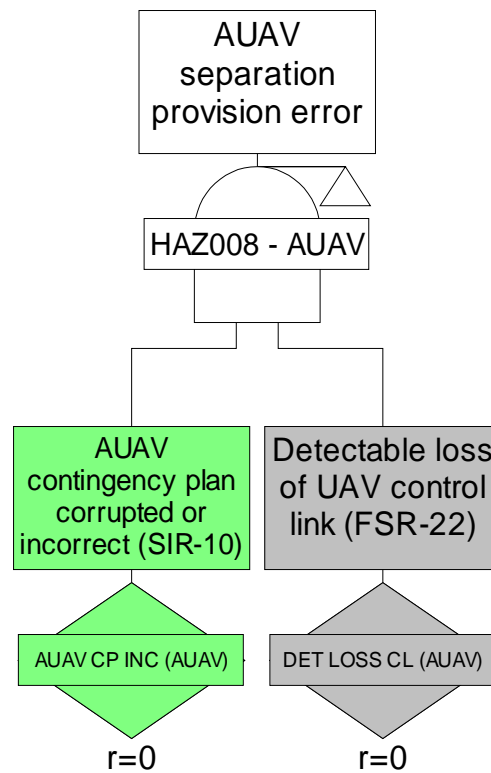 AUAV
separation
provision error
HAZ008 - AUAV
AUAV
contingency plan
corrupted or
incorrect (SIR-10)
Detectable loss
of UAV control
link (FSR-22)
AUAV CP INC (AUAV)
DET LOSS CL (AUAV)
r=0
r=0